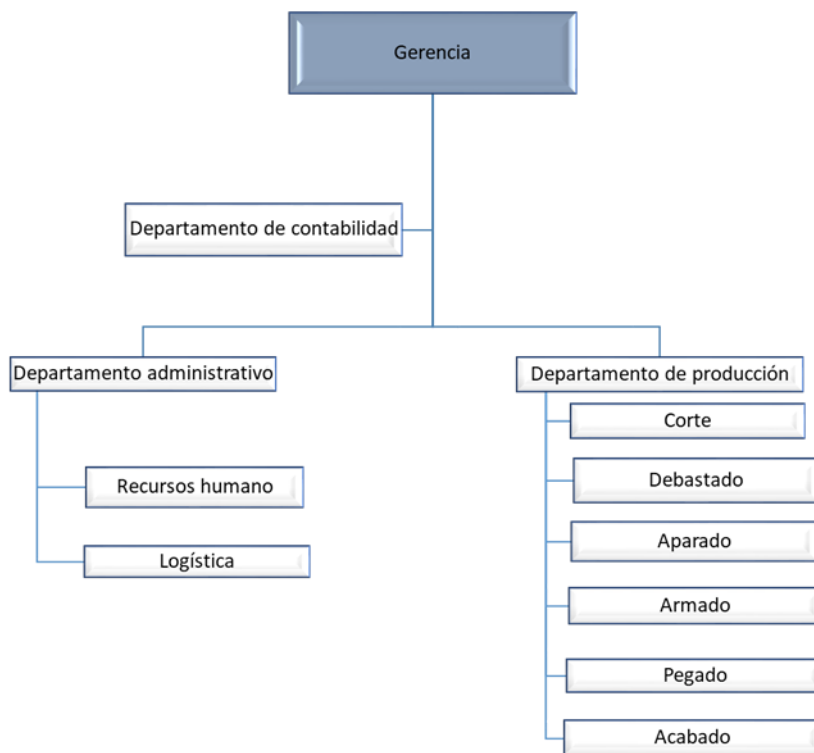 Gerencia
Departamento de contabilidad
Departamento administrativo
Recursos humano
Logística
Departamento de producción
Corte
Debastado
Aparado
Armado
Pegado
Acabado